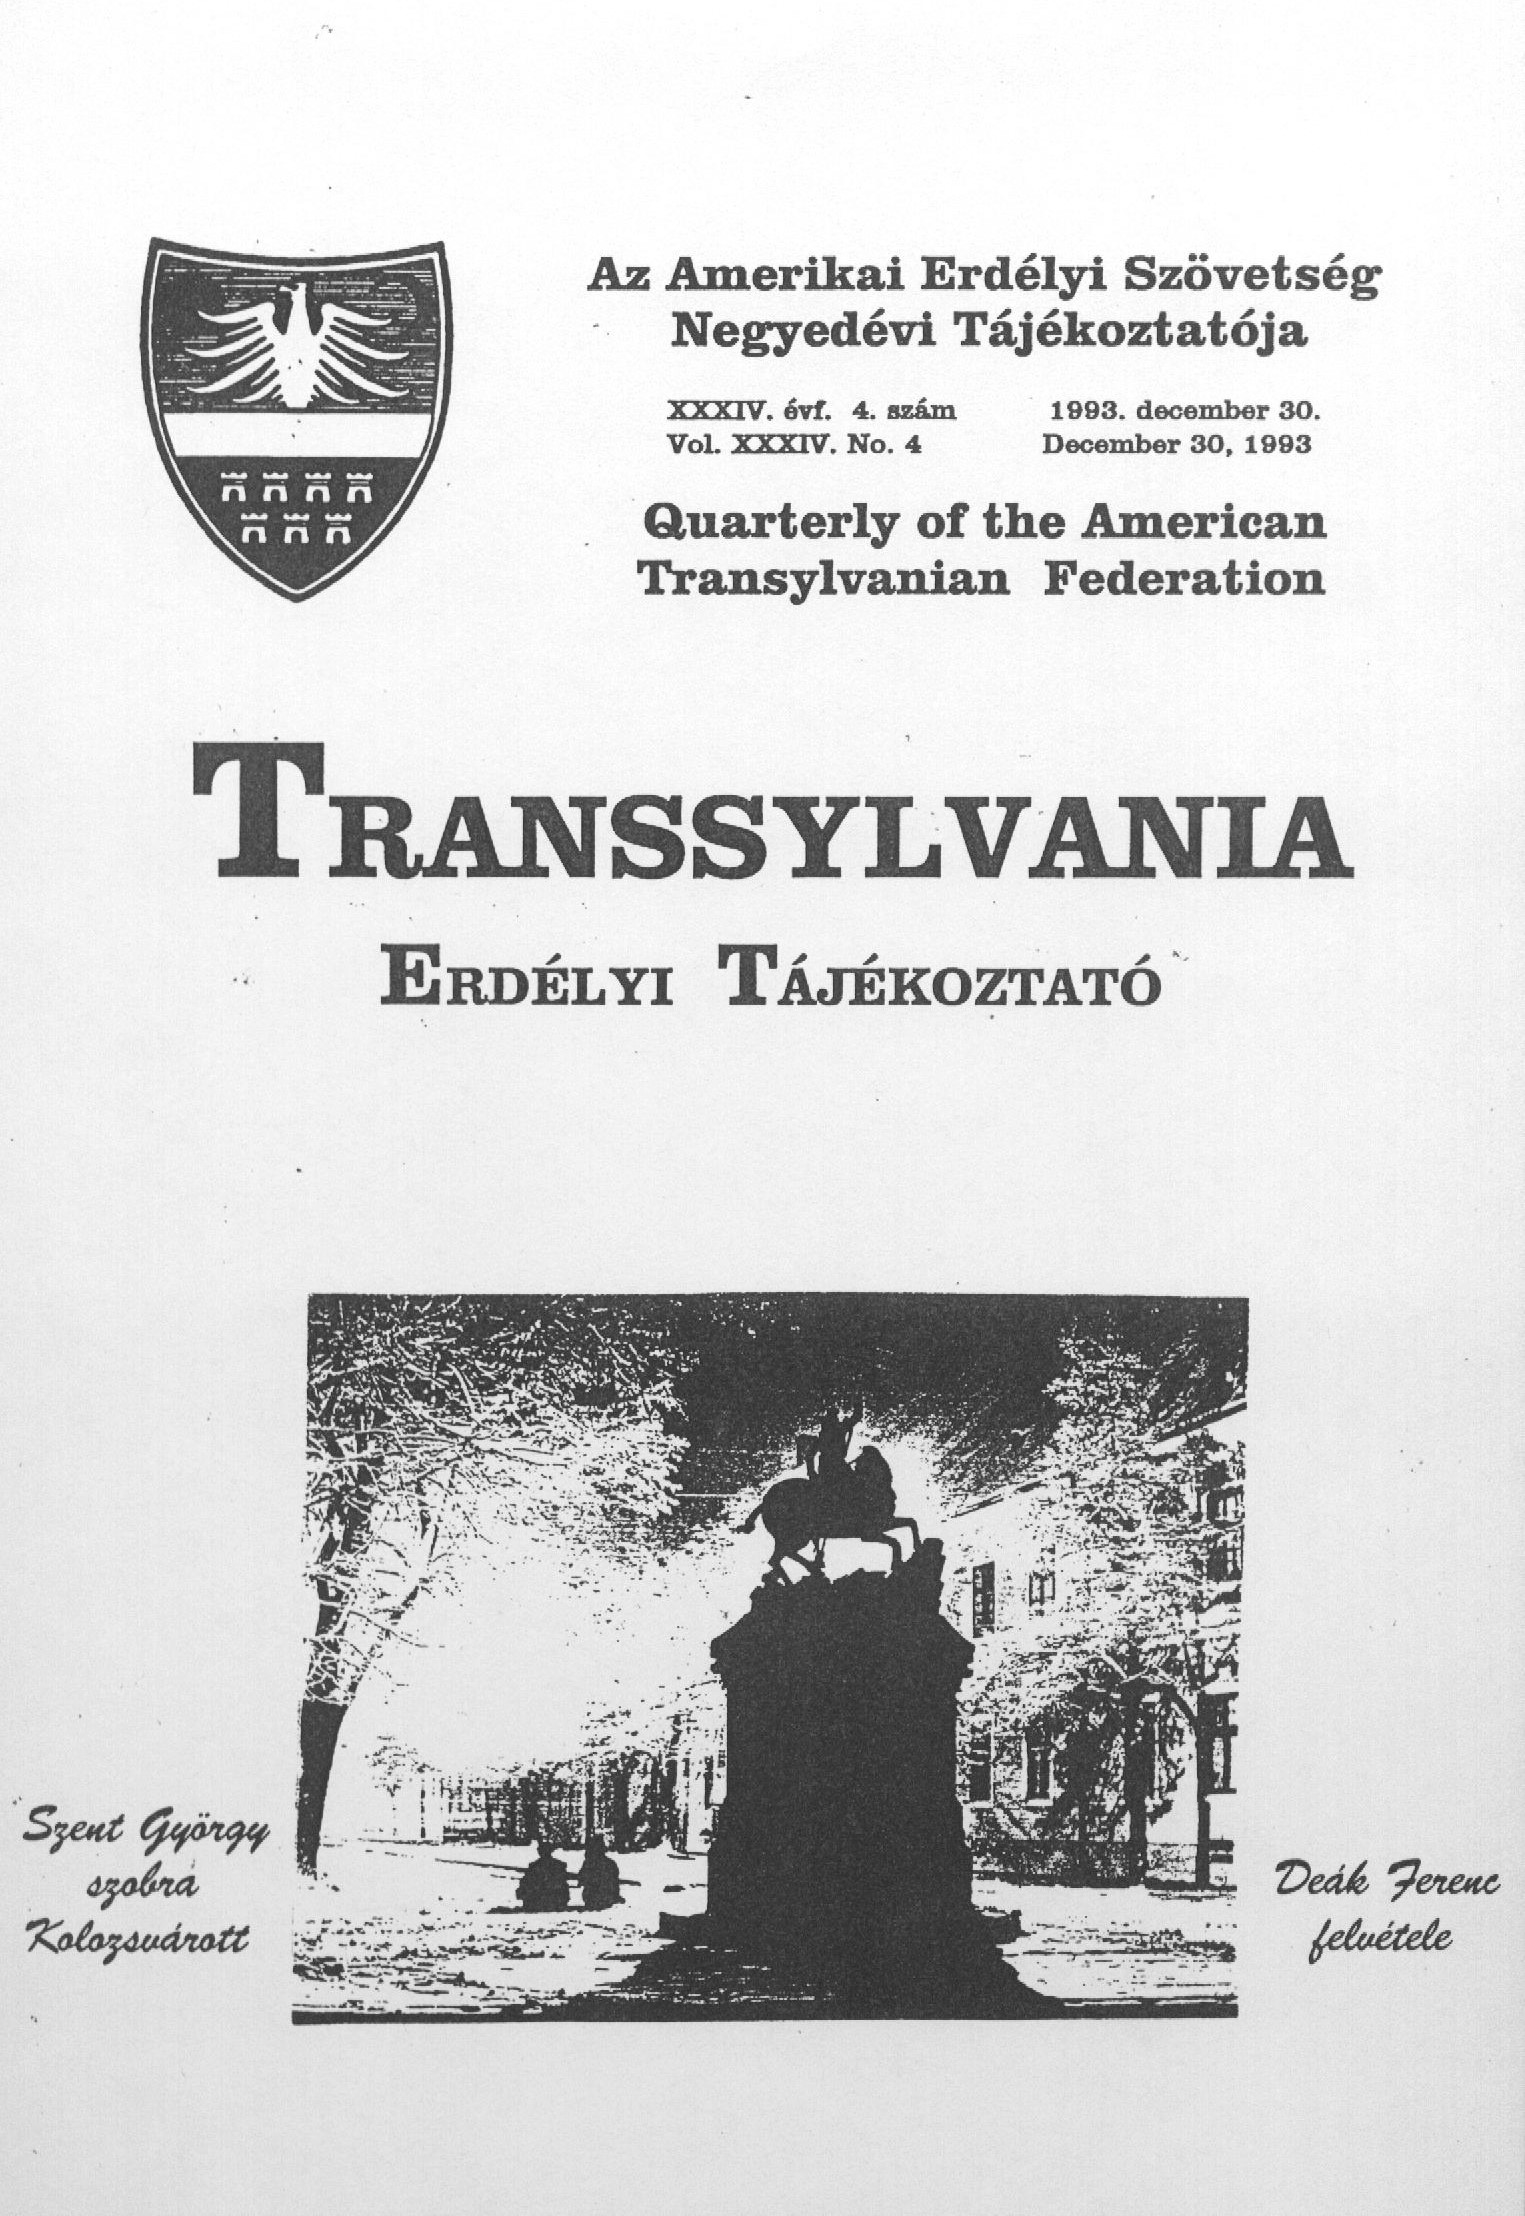 Az Amerikai Erdélyi Szövetség
Negyedévi Tájékoztatója
XXXIV. évf. 4. szám 1993. december 30.
Vol. XXXIV. No. 4 December 30, 1993
Quarterly of the American
Transylvanian Federation
TRANSSYLVANIA
ERDÉLYI TÁJÉKOZTATÓ
Szent György
szobra
Kolozsvárott
Deák Ferenc
felvétele